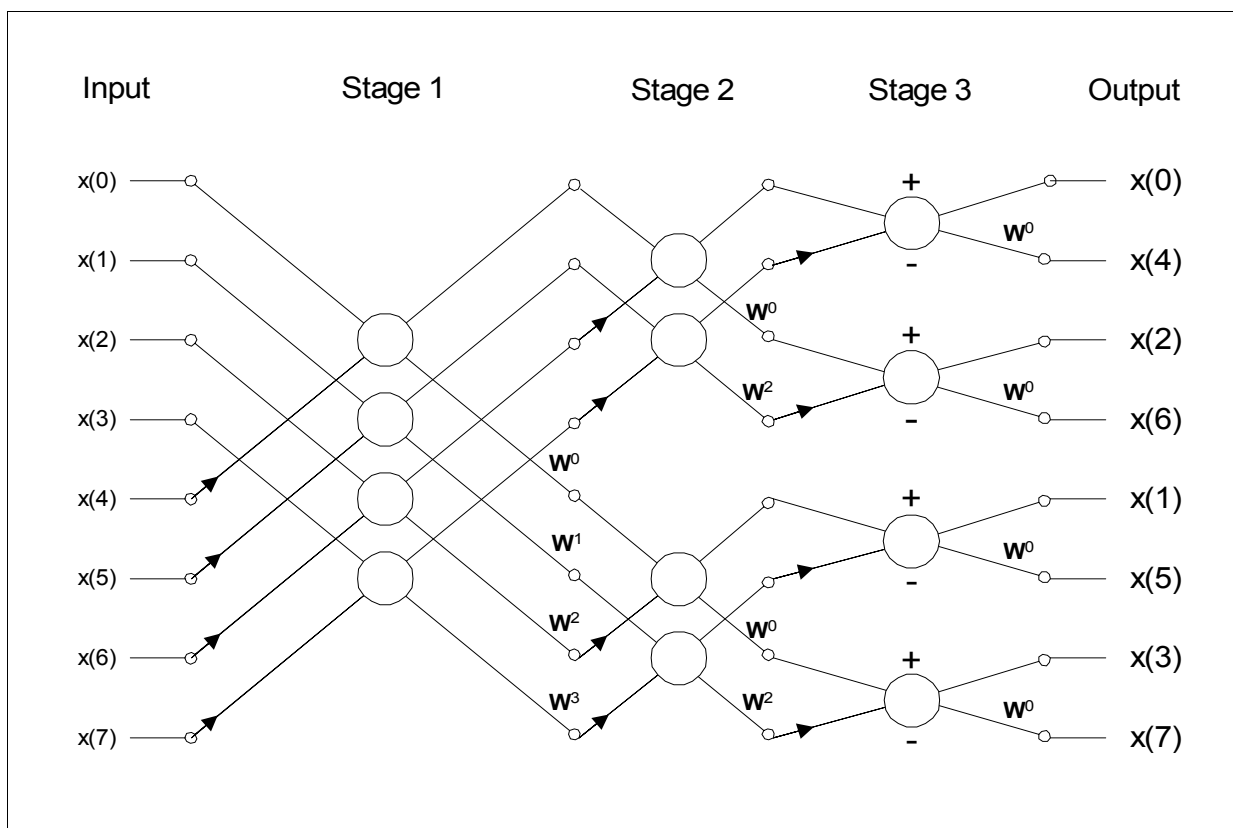 Input Stage 1 Stage 2 Stage 3 Output
x(0) + x(0)
x(1) W⁰ x(4)
-
x(2) W⁰ + x(2)
x(3) W² W⁰ x(6)
-
W⁰
x(4) + x(1)
W¹ W⁰
x(5) - x(5)
W² W⁰
x(6) + x(3)
W³ W² W⁰
x(7) - x(7)